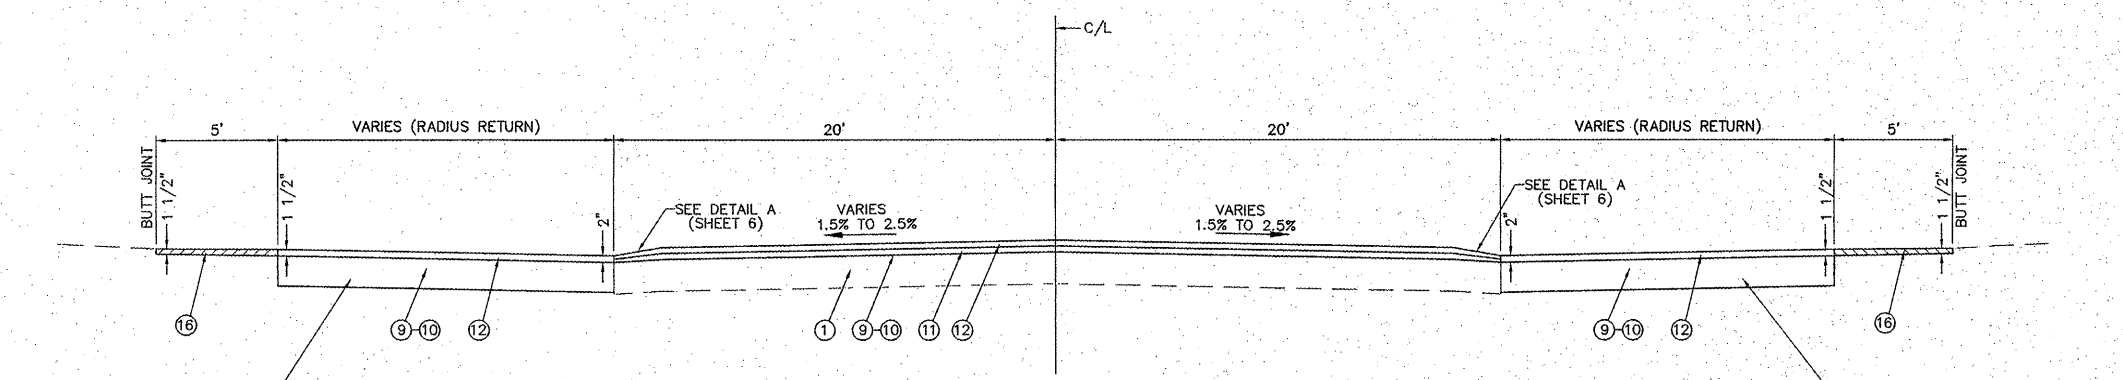 C/L
5'
VARIES (RADIUS RETURN)
20'
20'
VARIES (RADIUS RETURN)
5'
BUTT JOINT
1 1/2"
1 1/2"
2"
SEE DETAIL A
(SHEET 6)
VARIES
1.5% TO 2.5%
VARIES
1.5% TO 2.5%
2"
SEE DETAIL A
(SHEET 6)
1 1/2"
1 1/2"
BUTT JOINT
16
9-10
12
1
9-10
11
12
9-10
12
16